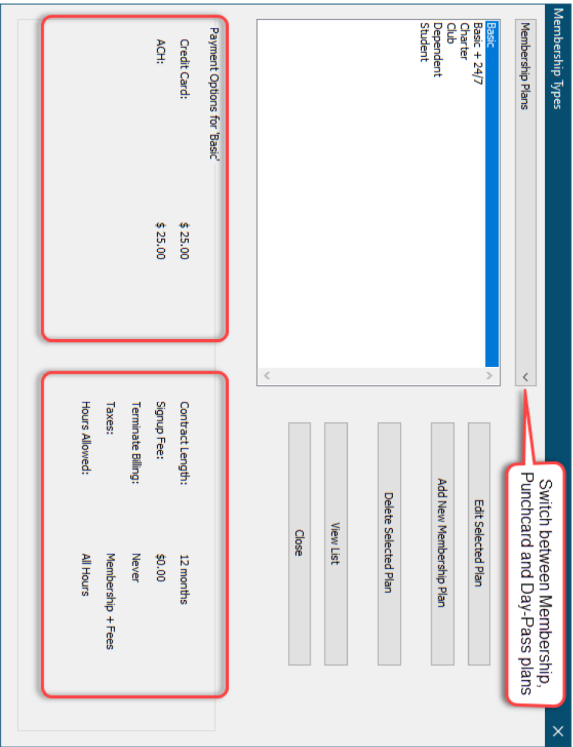 Membership Types
Membership Plans
Switch between Membership,
Punchcard and Day-Pass plans
Basic
Basic + 24/7
Charter
Club
Dependent
Student
Edit Selected Plan
Add New Membership Plan
Delete Selected Plan
View List
Close
Payment Options for 'Basic'
Credit Card: $ 25.00
ACH: $ 25.00
Contract Length: 12 months
Signup Fee: $0.00
Terminate Billing: Never
Taxes: Membership + Fees
Hours Allowed: All Hours